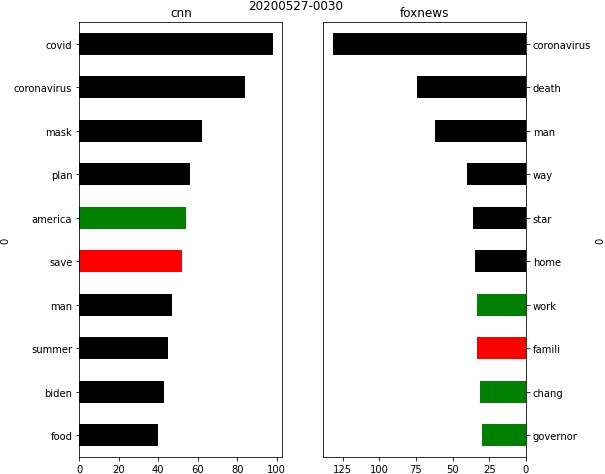 20200527-0030
cnn
foxnews
covid
coronavirus
mask
plan
america
save
man
summer
biden
food
0
0 20 40 60 80 100
coronavirus
death
man
way
star
home
work
famili
chang
governor
0
125 100 75 50 25 0